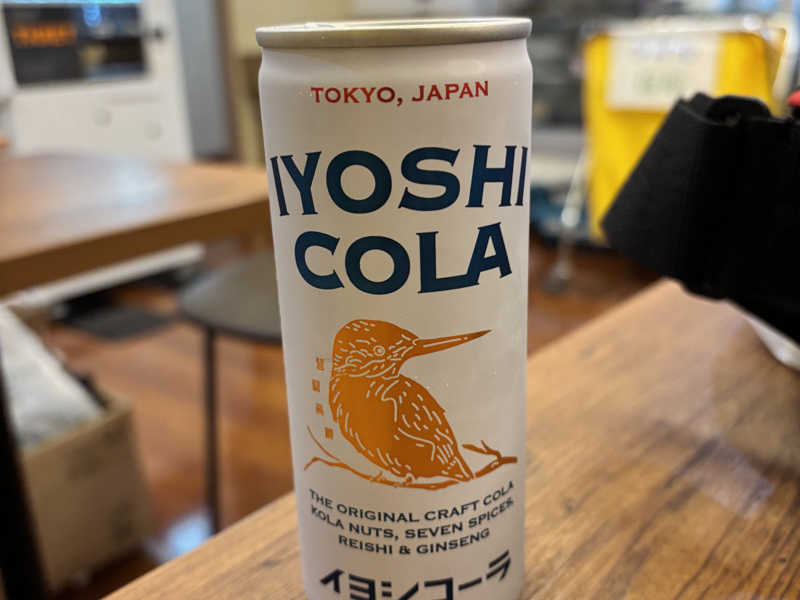 TOKYO, JAPAN
IYOSHI
COLA
THE ORIGINAL CRAFT COLA
KOLA NUTS, SEVEN SPICES,
REISHI & GINSENG
イヨシコーラ